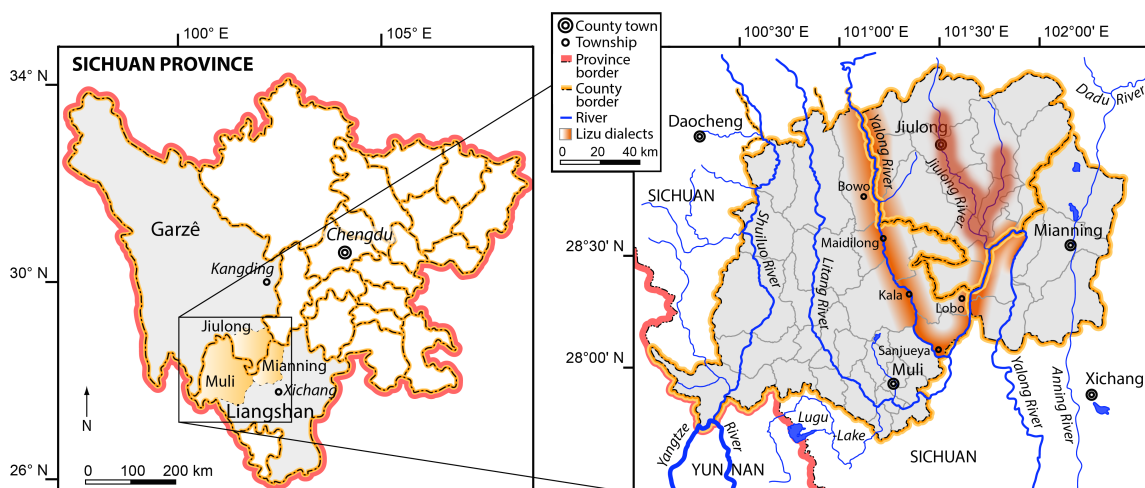 100° E
105° E
34° N
30° N
26° N
SICHUAN PROVINCE
Garzê
Chengdu
Kangding
Jiulong
Mianning
Muli
Xichang
Liangshan
N
0 100 200 km
County town
Township
Province
border
County
border
River
Lizu dialects
0 20 40 km
100°30' E
101°00' E
101°30' E
102°00' E
28°30' N
28°00' N
Daocheng
SICHUAN
Shuiluo River
Litang River
Yalong River
Bowo
Maidilong
Kala
Jiulong
Jiulong River
Lobo
Sanjueya
Muli
Dadu River
Mianning
Yalong River
Anning River
Xichang
Lugu
Lake
Yangtze
River
YUNNAN
SICHUAN